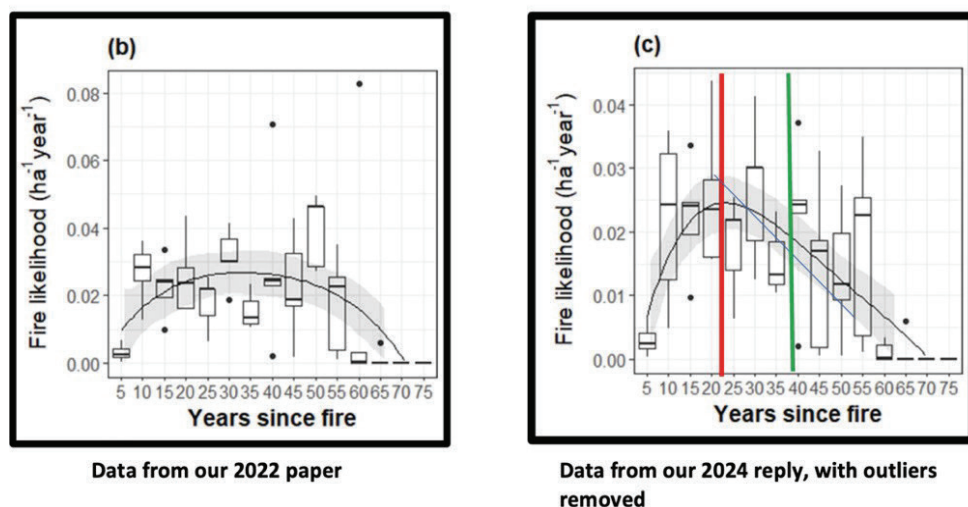 (b)
Fire likelihood (ha⁻¹ year⁻¹)
0.08
0.06
0.04
0.02
0.00
5 10 15 20 25 30 35 40 45 50 55 60 65 70 75
Years since fire
Data from our 2022 paper
(c)
Fire likelihood (ha⁻¹ year⁻¹)
0.04
0.03
0.02
0.01
0.00
5 10 15 20 25 30 35 40 45 50 55 60 65 70 75
Years since fire
Data from our 2024 reply, with outliers
removed